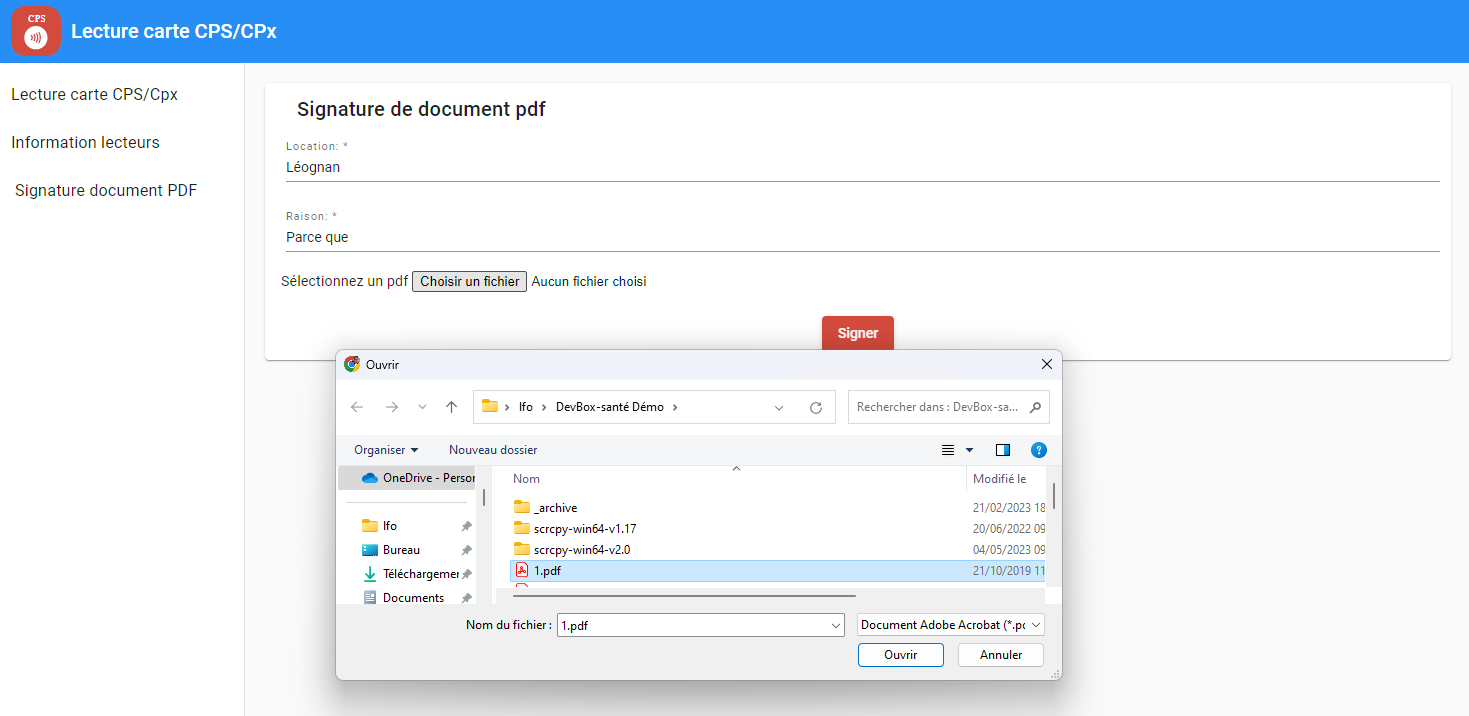 CPS
Lecture carte CPS/CPx
Lecture carte CPS/Cpx
Information lecteurs
Signature document PDF
Signature de document pdf
Location: *
Léognan
Raison: *
Parce que
Sélectionnez un pdf Choisir un fichier Aucun fichier choisi
Signer
Ouvrir
Ifo DevBox-santé Démo
Rechercher dans : DevBox-sa...
Organiser Nouveau dossier
OneDrive - Perso
Ifo
Bureau
Téléchargemer
Documents
Nom Modifié le
_archive 21/02/2023 18
scrcpy-win64-v1.17 20/06/2022 09
scrcpy-win64-v2.0 04/05/2023 09
1.pdf 21/10/2019 11
Nom du fichier : 1.pdf Document Adobe Acrobat (*.pc
Ouvrir Annuler